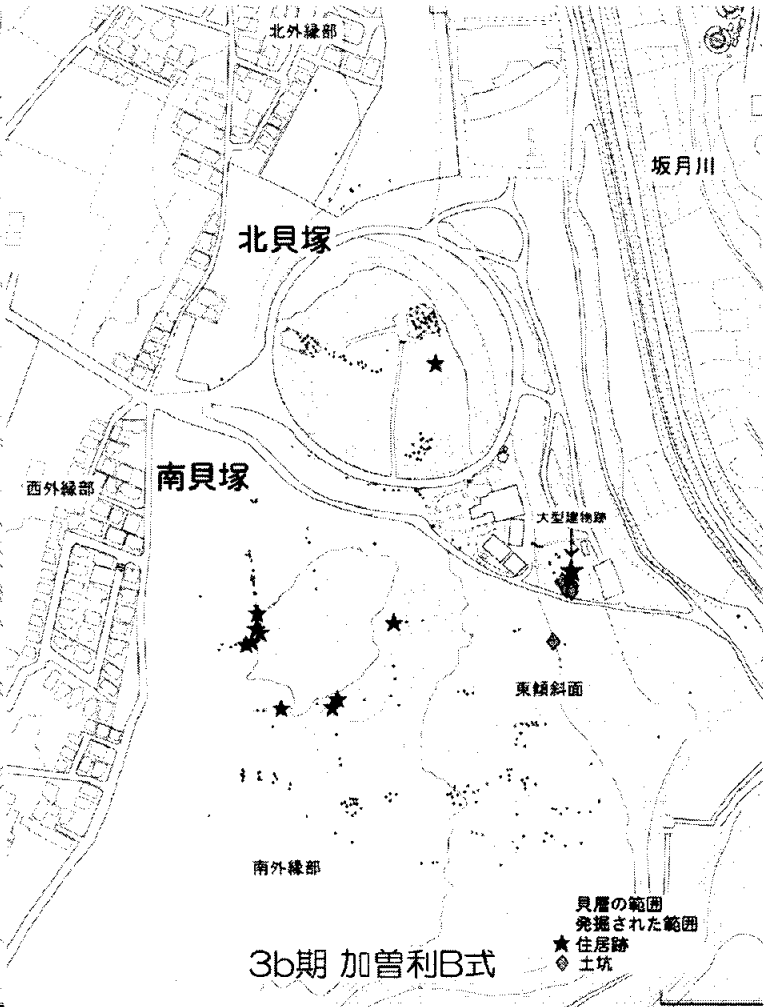 北外縁部
坂月川
北貝塚
西外縁部
南貝塚
大型建物跡
東傾斜面
南外縁部
貝層の範囲
発掘された範囲
★ 住居跡
◈ 土坑
3b期 加曽利B式